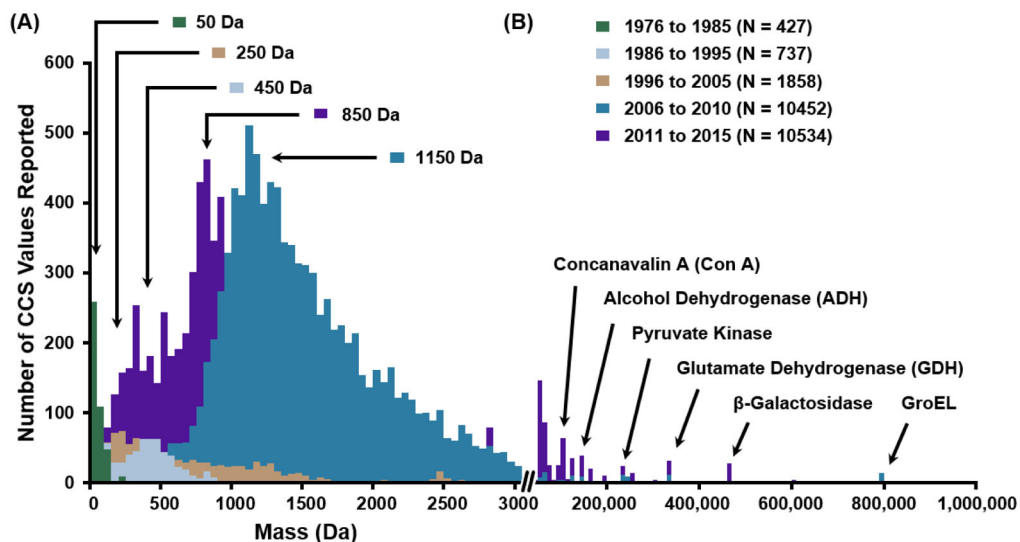 (A)
50 Da
250 Da
450 Da
850 Da
1150 Da
(B)
1976 to 1985 (N = 427)
1986 to 1995 (N = 737)
1996 to 2005 (N = 1858)
2006 to 2010 (N = 10452)
2011 to 2015 (N = 10534)
Number of CCS Values Reported
600
500
400
300
200
100
0
Concanavalin A (Con A)
Alcohol Dehydrogenase (ADH)
Pyruvate Kinase
Glutamate Dehydrogenase (GDH)
β-Galactosidase
GroEL
0 500 1000 1500 2000 2500 3000 200,000 400,000 600,000 800,000 1,000,000
Mass (Da)